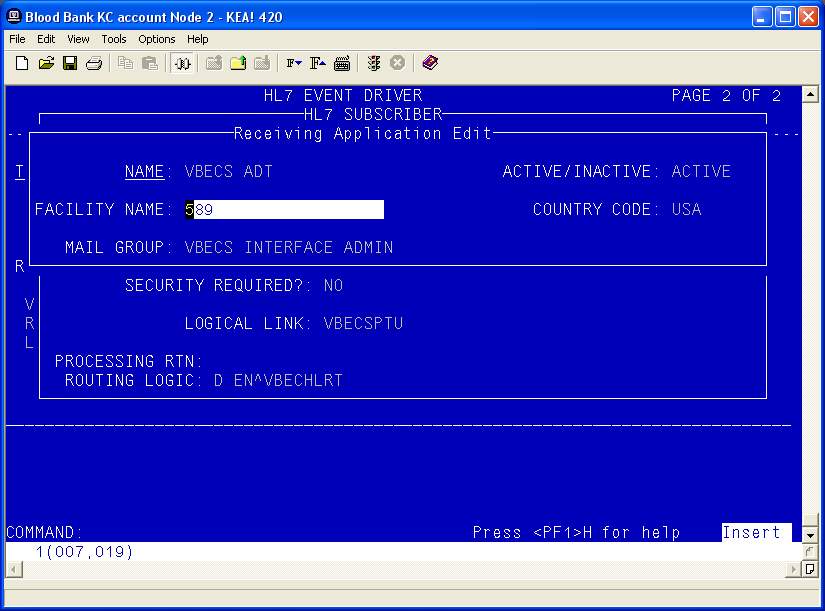 Blood Bank KC account Node 2 - KEA! 420
File Edit View Tools Options Help
HL7 EVENT DRIVER PAGE 2 OF 2
HL7 SUBSCRIBER
Receiving Application Edit
T NAME: VBECS ADT ACTIVE/INACTIVE: ACTIVE
FACILITY NAME: 589 COUNTRY CODE: USA
MAIL GROUP: VBECS INTERFACE ADMIN
R
SECURITY REQUIRED?: NO
V
R LOGICAL LINK: VBECSPTU
L
PROCESSING RTN:
ROUTING LOGIC: D EN^VBECHLRT
COMMAND: Press <PF1>H for help Insert
1(007,019)